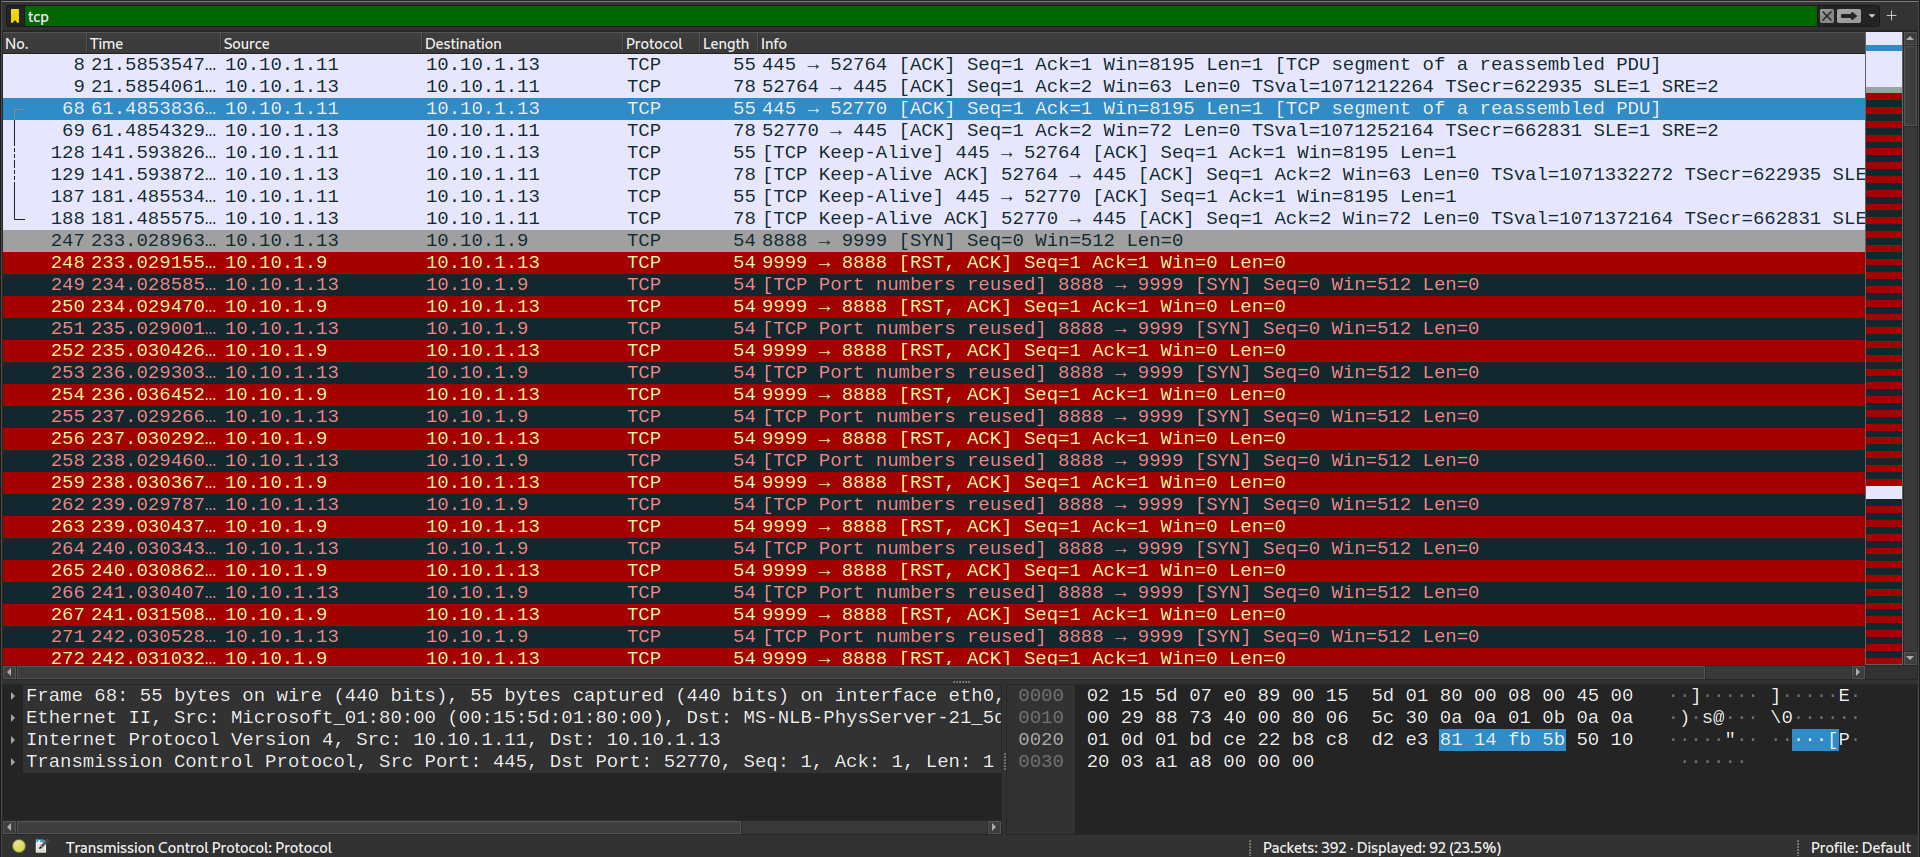 tcp
No. Time Source Destination Protocol Length Info
8 21.5853547… 10.10.1.11 10.10.1.13 TCP 55 445 → 52764 [ACK] Seq=1 Ack=1 Win=8195 Len=1 [TCP segment of a reassembled PDU]
9 21.5854061… 10.10.1.13 10.10.1.11 TCP 78 52764 → 445 [ACK] Seq=1 Ack=2 Win=63 Len=0 TSval=1071212264 TSecr=622935 SLE=1 SRE=2
68 61.4853836… 10.10.1.11 10.10.1.13 TCP 55 445 → 52770 [ACK] Seq=1 Ack=1 Win=8195 Len=1 [TCP segment of a reassembled PDU]
69 61.4854329… 10.10.1.13 10.10.1.11 TCP 78 52770 → 445 [ACK] Seq=1 Ack=2 Win=72 Len=0 TSval=1071252164 TSecr=662831 SLE=1 SRE=2
128 141.593826… 10.10.1.11 10.10.1.13 TCP 55 [TCP Keep-Alive] 445 → 52764 [ACK] Seq=1 Ack=1 Win=8195 Len=1
129 141.593872… 10.10.1.13 10.10.1.11 TCP 78 [TCP Keep-Alive ACK] 52764 → 445 [ACK] Seq=1 Ack=2 Win=63 Len=0 TSval=1071332272 TSecr=622935 SLE
187 181.485534… 10.10.1.11 10.10.1.13 TCP 55 [TCP Keep-Alive] 445 → 52770 [ACK] Seq=1 Ack=1 Win=8195 Len=1
188 181.485575… 10.10.1.13 10.10.1.11 TCP 78 [TCP Keep-Alive ACK] 52770 → 445 [ACK] Seq=1 Ack=2 Win=72 Len=0 TSval=1071372164 TSecr=662831 SLE
247 233.028963… 10.10.1.13 10.10.1.9 TCP 54 8888 → 9999 [SYN] Seq=0 Win=512 Len=0
248 233.029155… 10.10.1.9 10.10.1.13 TCP 54 9999 → 8888 [RST, ACK] Seq=1 Ack=1 Win=0 Len=0
249 234.028585… 10.10.1.13 10.10.1.9 TCP 54 [TCP Port numbers reused] 8888 → 9999 [SYN] Seq=0 Win=512 Len=0
250 234.029470… 10.10.1.9 10.10.1.13 TCP 54 9999 → 8888 [RST, ACK] Seq=1 Ack=1 Win=0 Len=0
251 235.029001… 10.10.1.13 10.10.1.9 TCP 54 [TCP Port numbers reused] 8888 → 9999 [SYN] Seq=0 Win=512 Len=0
252 235.030426… 10.10.1.9 10.10.1.13 TCP 54 9999 → 8888 [RST, ACK] Seq=1 Ack=1 Win=0 Len=0
253 236.029303… 10.10.1.13 10.10.1.9 TCP 54 [TCP Port numbers reused] 8888 → 9999 [SYN] Seq=0 Win=512 Len=0
254 236.036452… 10.10.1.9 10.10.1.13 TCP 54 9999 → 8888 [RST, ACK] Seq=1 Ack=1 Win=0 Len=0
255 237.029266… 10.10.1.13 10.10.1.9 TCP 54 [TCP Port numbers reused] 8888 → 9999 [SYN] Seq=0 Win=512 Len=0
256 237.030292… 10.10.1.9 10.10.1.13 TCP 54 9999 → 8888 [RST, ACK] Seq=1 Ack=1 Win=0 Len=0
258 238.029460… 10.10.1.13 10.10.1.9 TCP 54 [TCP Port numbers reused] 8888 → 9999 [SYN] Seq=0 Win=512 Len=0
259 238.030367… 10.10.1.9 10.10.1.13 TCP 54 9999 → 8888 [RST, ACK] Seq=1 Ack=1 Win=0 Len=0
262 239.029787… 10.10.1.13 10.10.1.9 TCP 54 [TCP Port numbers reused] 8888 → 9999 [SYN] Seq=0 Win=512 Len=0
263 239.030437… 10.10.1.9 10.10.1.13 TCP 54 9999 → 8888 [RST, ACK] Seq=1 Ack=1 Win=0 Len=0
264 240.030343… 10.10.1.13 10.10.1.9 TCP 54 [TCP Port numbers reused] 8888 → 9999 [SYN] Seq=0 Win=512 Len=0
265 240.030862… 10.10.1.9 10.10.1.13 TCP 54 9999 → 8888 [RST, ACK] Seq=1 Ack=1 Win=0 Len=0
266 241.030407… 10.10.1.13 10.10.1.9 TCP 54 [TCP Port numbers reused] 8888 → 9999 [SYN] Seq=0 Win=512 Len=0
267 241.031508… 10.10.1.9 10.10.1.13 TCP 54 9999 → 8888 [RST, ACK] Seq=1 Ack=1 Win=0 Len=0
271 242.030528… 10.10.1.13 10.10.1.9 TCP 54 [TCP Port numbers reused] 8888 → 9999 [SYN] Seq=0 Win=512 Len=0
272 242.031032… 10.10.1.9 10.10.1.13 TCP 54 9999 → 8888 [RST, ACK] Seq=1 Ack=1 Win=0 Len=0
Frame 68: 55 bytes on wire (440 bits), 55 bytes captured (440 bits) on interface eth0,
Ethernet II, Src: Microsoft_01:80:00 (00:15:5d:01:80:00), Dst: MS-NLB-PhysServer-21_5d
Internet Protocol Version 4, Src: 10.10.1.11, Dst: 10.10.1.13
Transmission Control Protocol, Src Port: 445, Dst Port: 52770, Seq: 1, Ack: 1, Len: 1
0000 02 15 5d 07 e0 89 00 15 5d 01 80 00 08 00 45 00 ··]····· ]·····E·
0010 00 29 88 73 40 00 80 06 5c 30 0a 0a 01 0b 0a 0a ·)·s@··· \0······
0020 01 0d 01 bd ce 22 b8 c8 d2 e3 81 14 fb 5b 50 10 ·····"·· ·····[P·
0030 20 03 a1 a8 00 00 00 ······
Transmission Control Protocol: Protocol
Packets: 392 · Displayed: 92 (23.5%)
Profile: Default